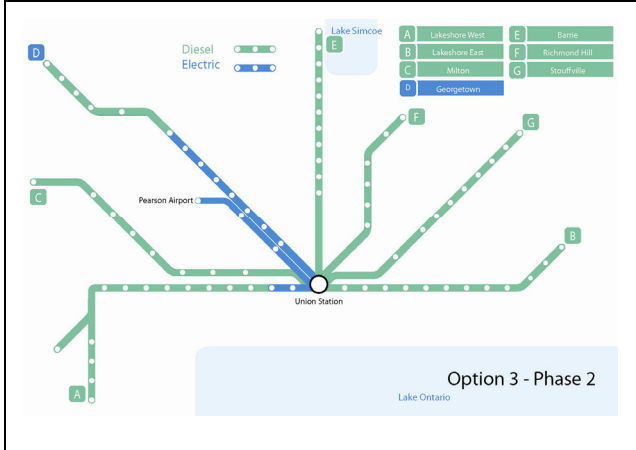 Lake Simcoe
Diesel
Electric
D
E
A Lakeshore West
B Lakeshore East
C Milton
D Georgetown
E Barrie
F Richmond Hill
G Stouffville
F
G
C
Pearson Airport
B
Union Station
A
Option 3 - Phase 2
Lake Ontario